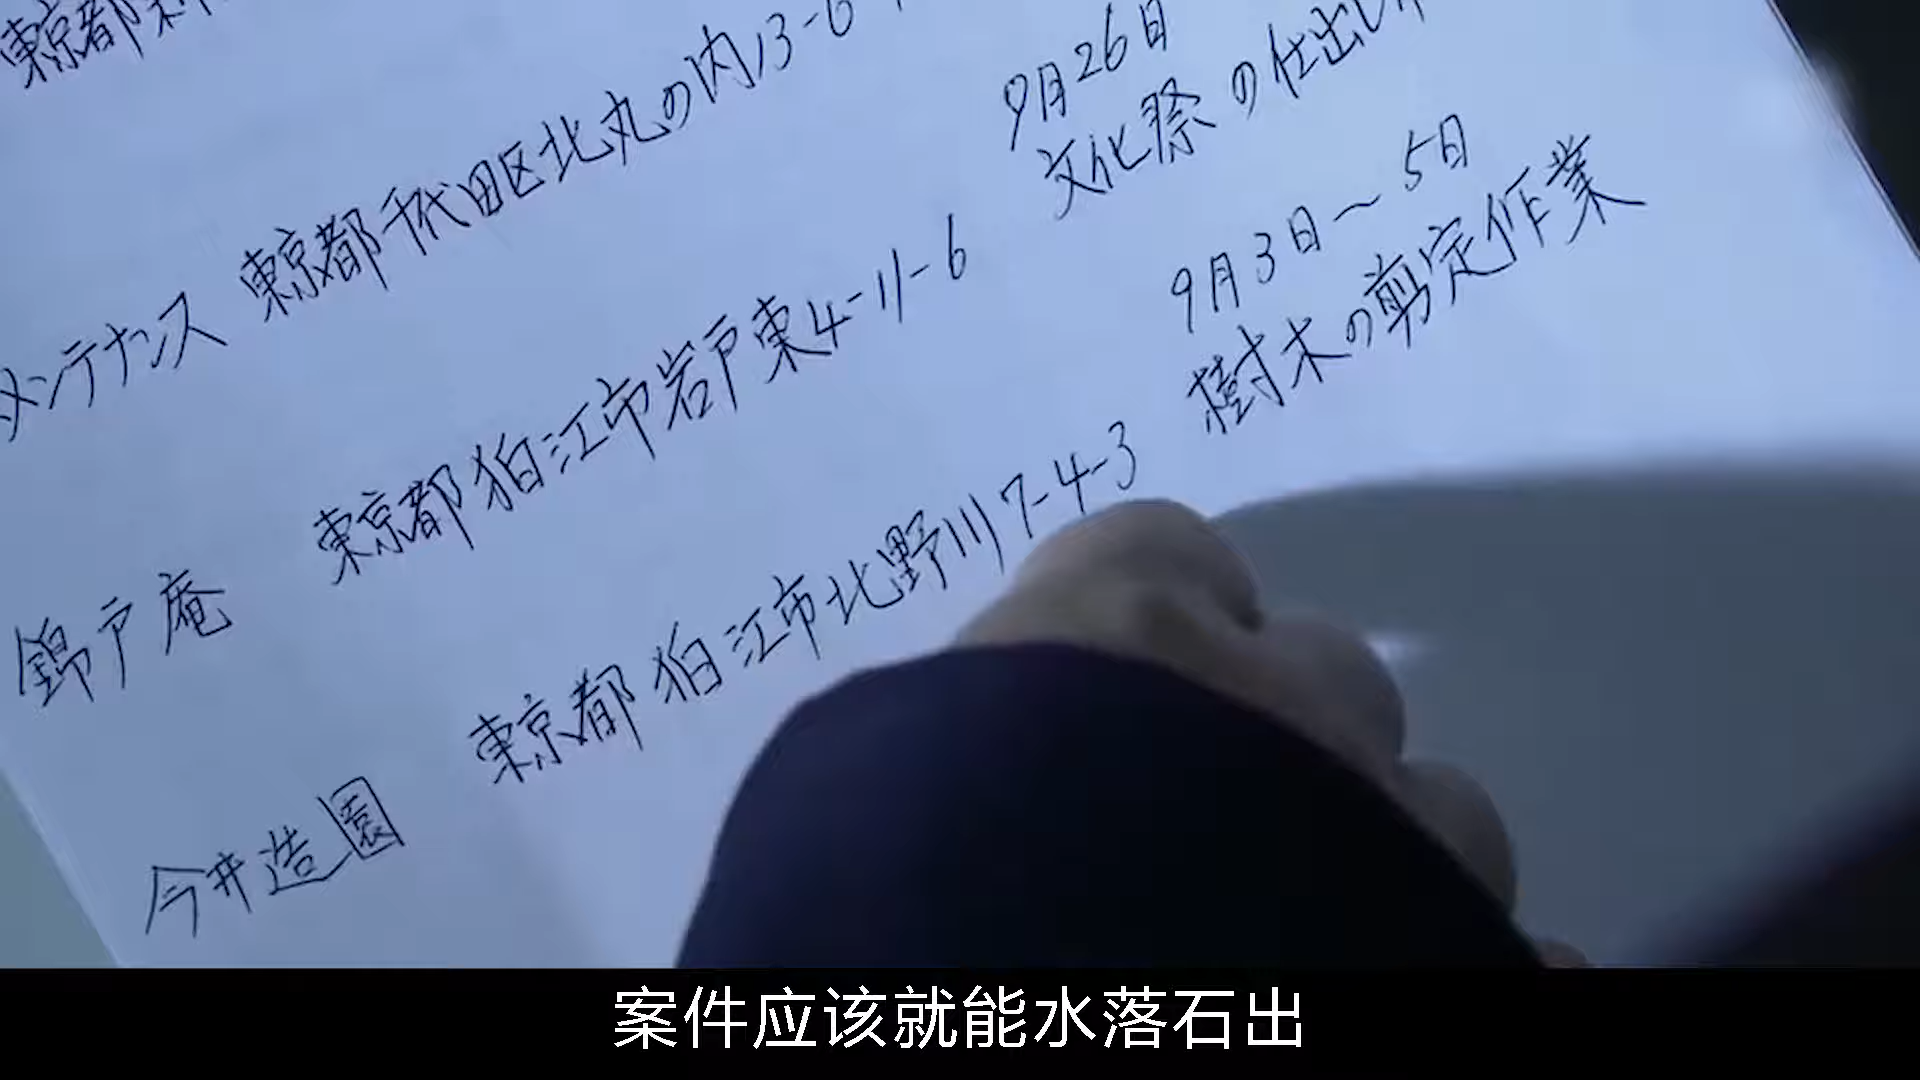 東京都
メンテナンス 東京都千代田区北丸の内13-6
9月26日
文化祭の仕出し
錦戸庵 東京都狛江市岩戸東4-11-6
9月3日〜5日
樹木の剪定作業
今井造園 東京都狛江市北野川7-4-3
案件应该就能水落石出